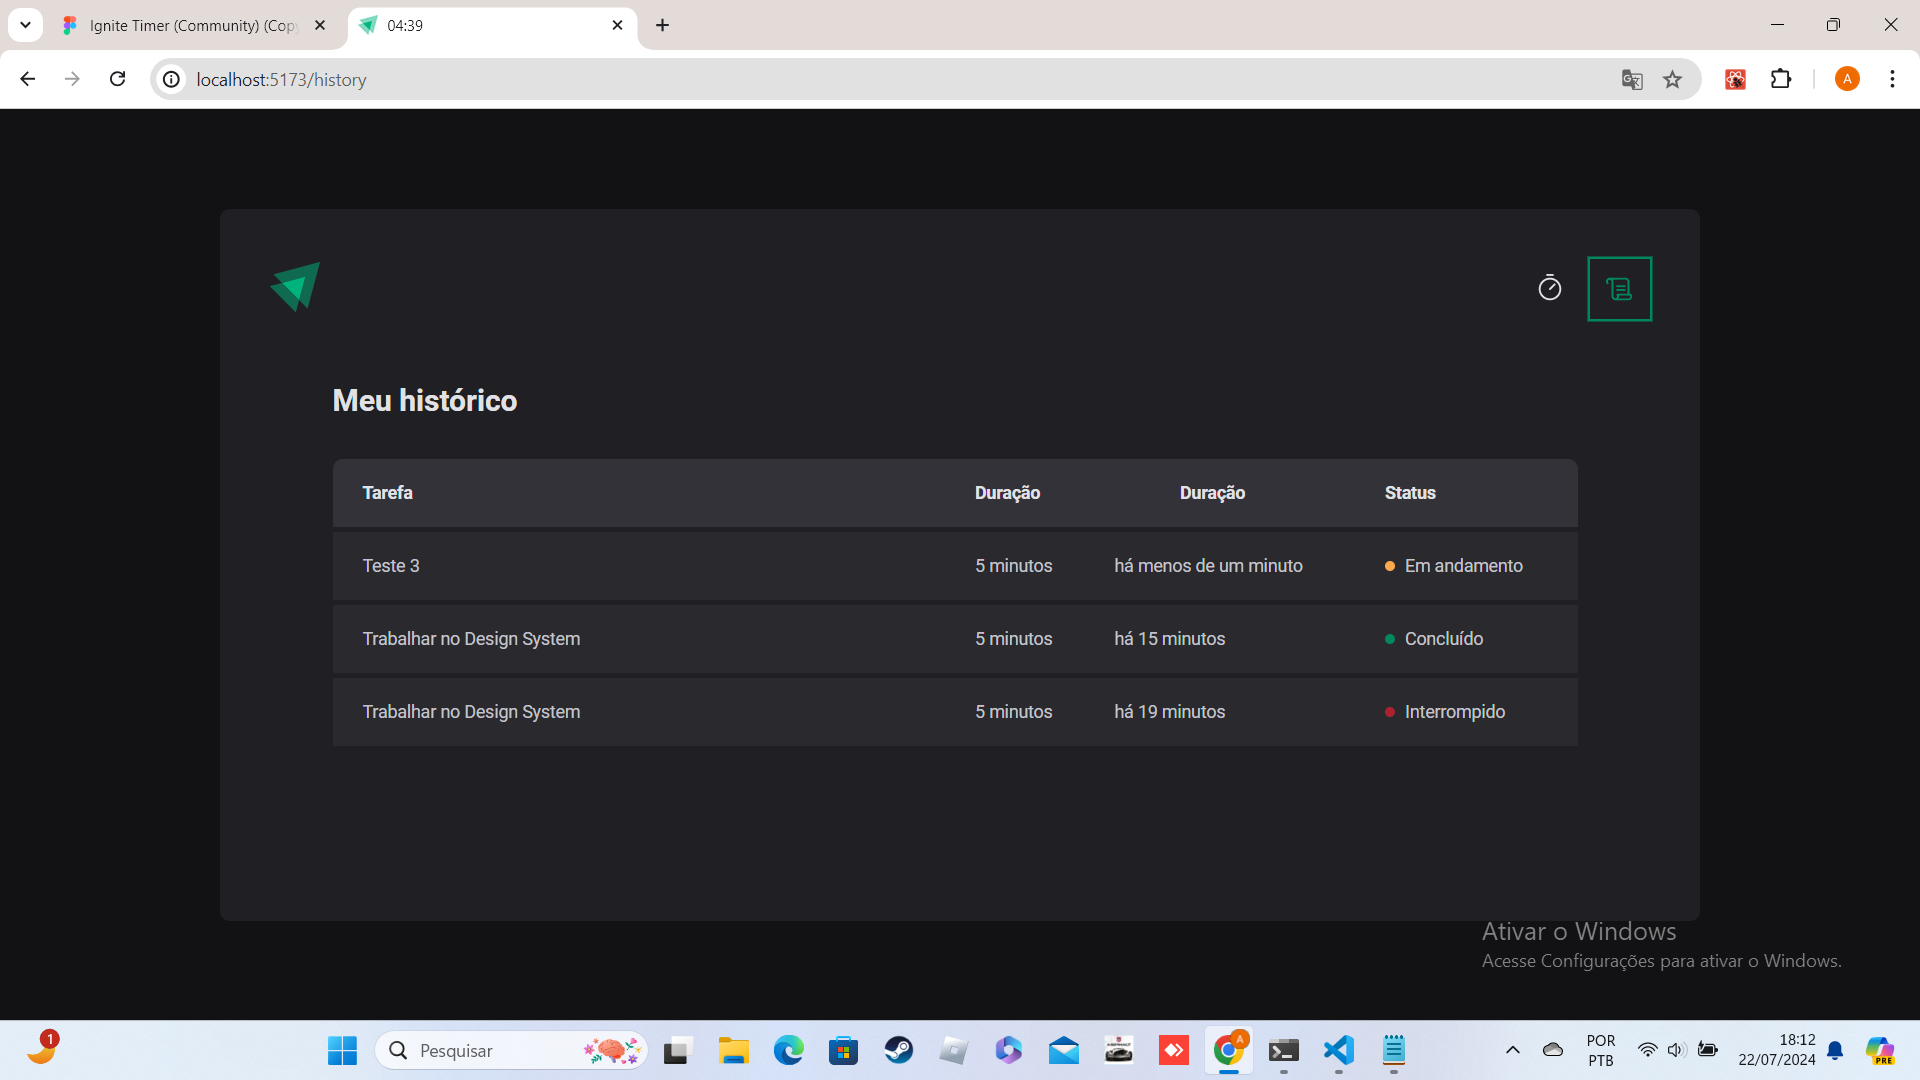 Ignite Timer (Community) (Cop
04:39
localhost:5173/history
A
Meu histórico
Tarefa Duração Duração Status
Teste 3 5 minutos há menos de um minuto Em andamento
Trabalhar no Design System 5 minutos há 15 minutos Concluído
Trabalhar no Design System 5 minutos há 19 minutos Interrompido
Ativar o Windows
Acesse Configurações para ativar o Windows.
1
Pesquisar
A
POR
PTB
18:12
22/07/2024
PRE